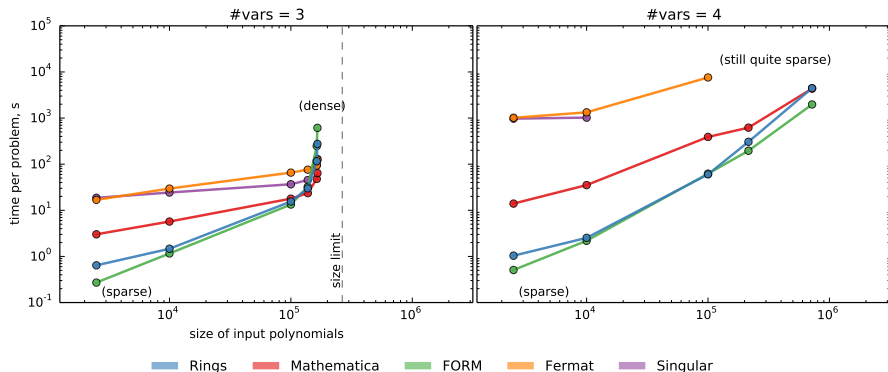 #vars = 3
#vars = 4
time per problem, s
10^5
10^4
10^3
10^2
10^1
10^0
10^-1
(dense)
(still quite sparse)
size limit
(sparse)
(sparse)
10^4 10^5 10^6
10^4 10^5 10^6
size of input polynomials
Rings Mathematica FORM Fermat Singular